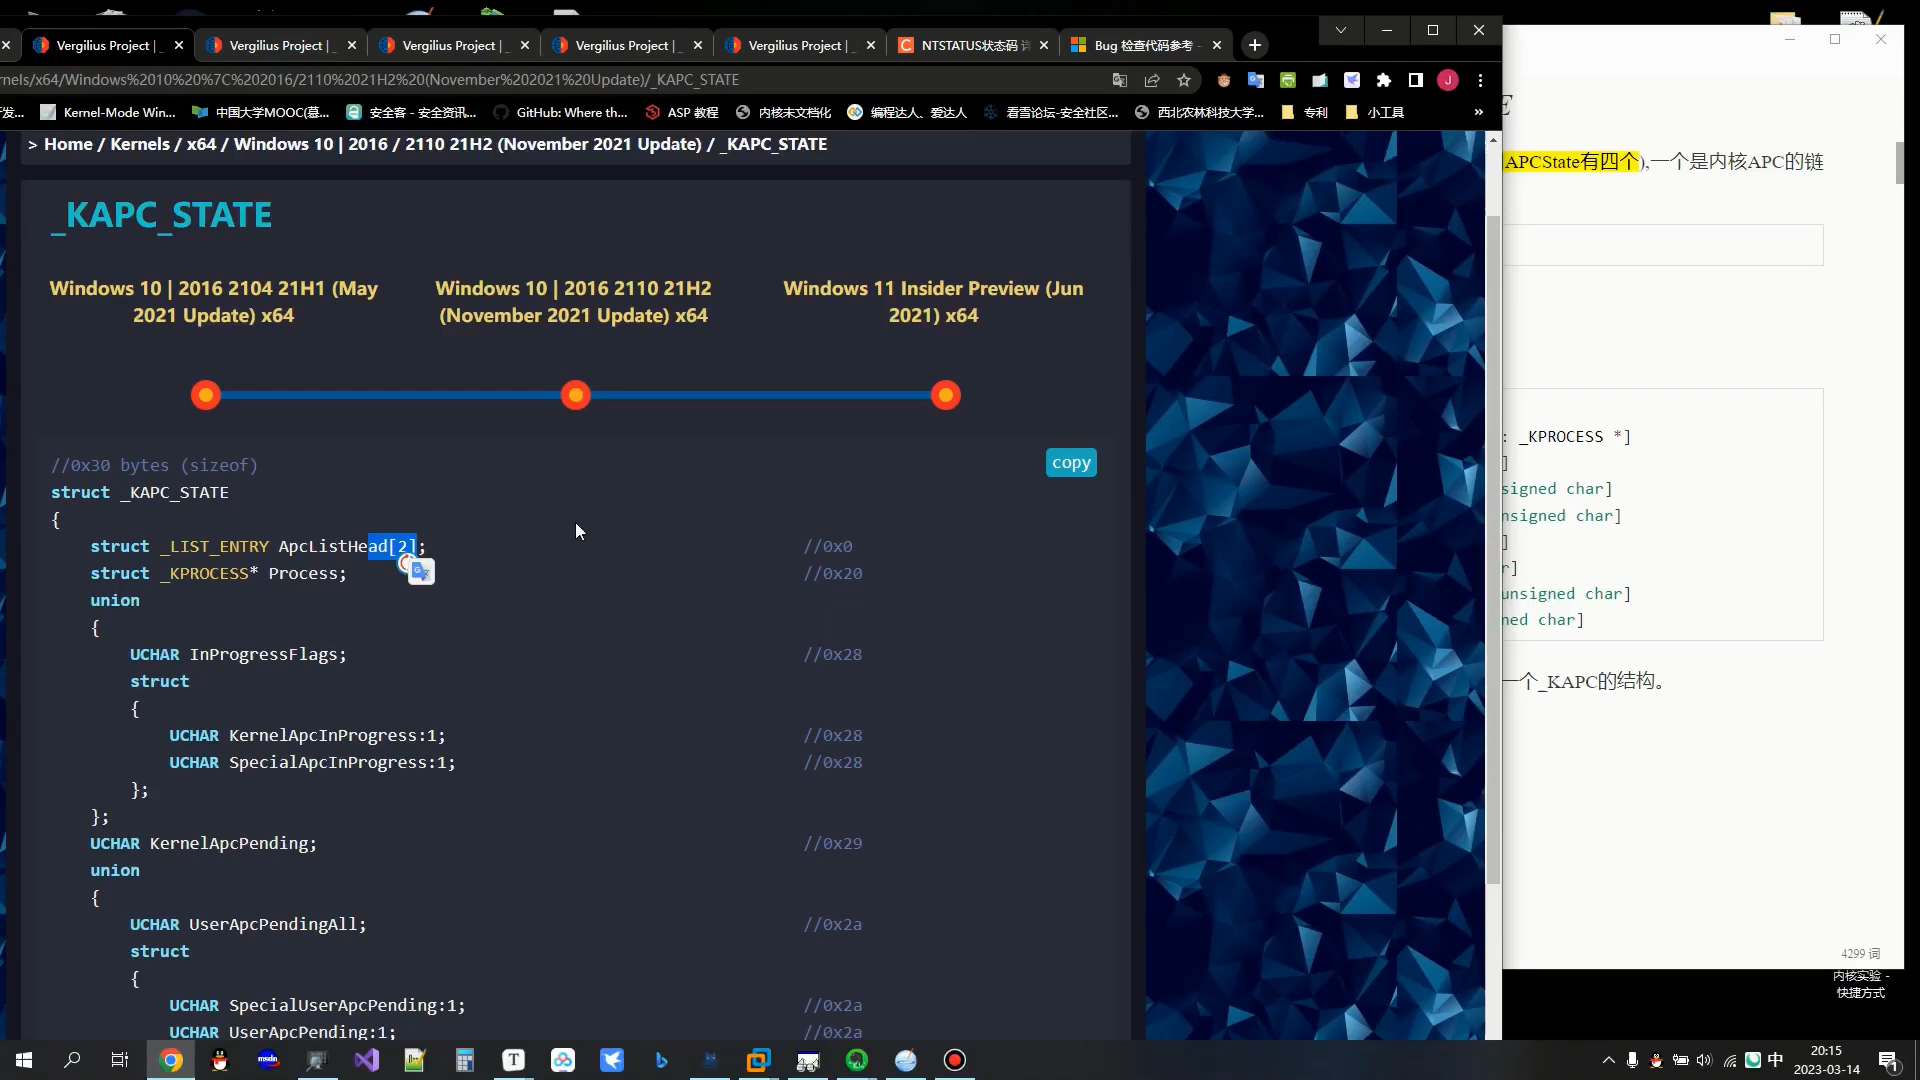 Vergilius Project |
Vergilius Project |
Vergilius Project |
Vergilius Project |
Vergilius Project |
NTSTATUS状态码
Bug 检查代码参考 -
rnels/x64/Windows%2010%20%7C%202016/2110%2021H2%20(November%202021%20Update)/_KAPC_STATE
J
Kernel-Mode Win...
中国大学MOOC(慕...
安全客 - 安全资讯...
GitHub: Where th...
ASP 教程
内核未文档化
编程达人、爱达人
看雪论坛-安全社区...
西北农林科技大学...
专利
小工具
»
> Home / Kernels / x64 / Windows 10 | 2016 / 2110 21H2 (November 2021 Update) / _KAPC_STATE
_KAPC_STATE
Windows 10 | 2016 2104 21H1 (May
2021 Update) x64
Windows 10 | 2016 2110 21H2
(November 2021 Update) x64
Windows 11 Insider Preview (Jun
2021) x64
copy
//0x30 bytes (sizeof)
struct _KAPC_STATE
{
struct _LIST_ENTRY ApcListHead[2]; //0x0
struct _KPROCESS* Process; //0x20
union
{
UCHAR InProgressFlags; //0x28
struct
{
UCHAR KernelApcInProgress:1; //0x28
UCHAR SpecialApcInProgress:1; //0x28
};
};
UCHAR KernelApcPending; //0x29
union
{
UCHAR UserApcPendingAll; //0x2a
struct
{
UCHAR SpecialUserApcPending:1; //0x2a
UCHAR UserApcPending:1; //0x2a
E
APCState有四个),一个是内核APC的链
: _KPROCESS *]
]
signed char]
nsigned char]
]
r]
unsigned char]
ned char]
一个_KAPC的结构。
4299 词
内核实验 -
快捷方式
中
20:15
2023-03-14
1